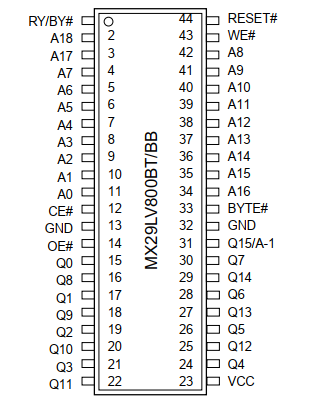 RY/BY# 44 RESET#
A18 2 43 WE#
A17 3 42 A8
A7 4 41 A9
A6 5 40 A10
A5 6 39 A11
A4 7 38 A12
A3 8 37 A13
A2 9 36 A14
A1 10 35 A15
A0 11 34 A16
CE# 12 33 BYTE#
GND 13 32 GND
OE# 14 31 Q15/A-1
Q0 15 30 Q7
Q8 16 29 Q14
Q1 17 28 Q6
Q9 18 27 Q13
Q2 19 26 Q5
Q10 20 25 Q12
Q3 21 24 Q4
Q11 22 23 VCC
MX29LV800BT/BB